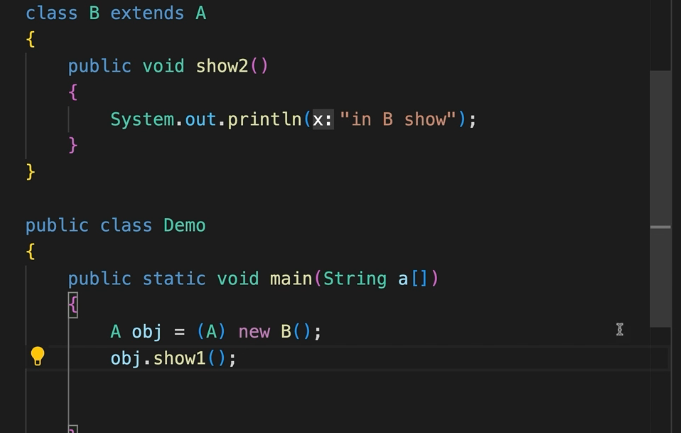 class B extends A
{
    public void show2()
    {
        System.out.println(x:"in B show");
    }
}

public class Demo
{
    public static void main(String a[])
    {
        A obj = (A) new B();
        obj.show1();
    }